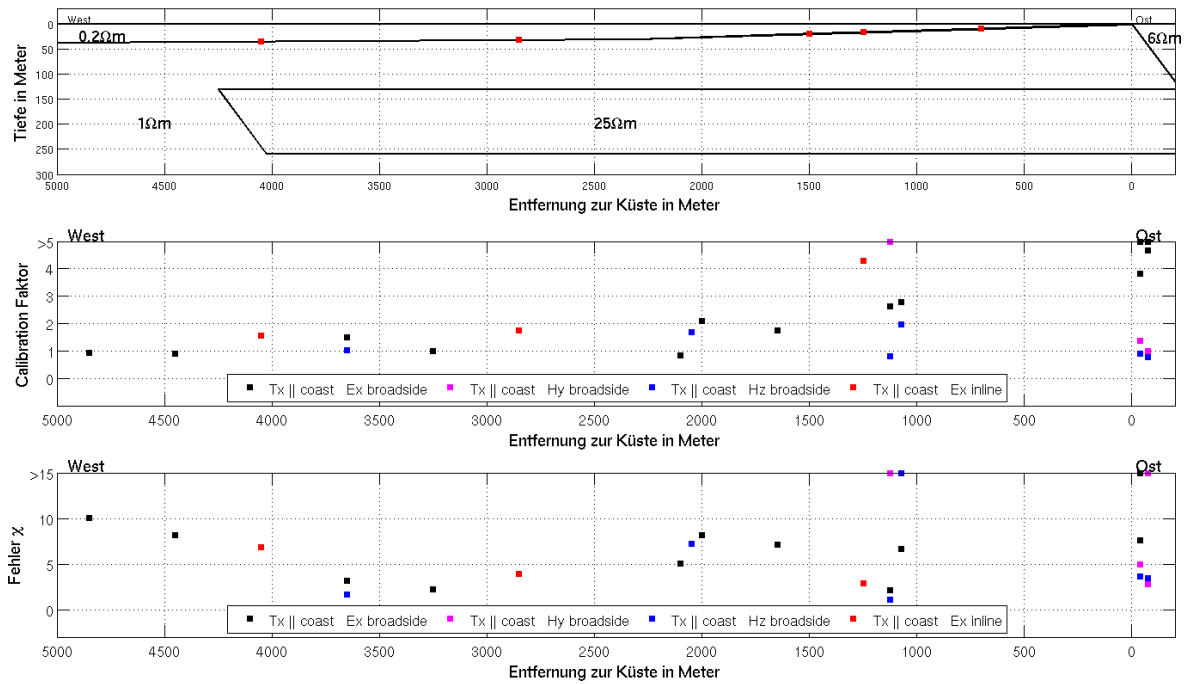 West
Ost
0.2Ωm
6Ωm
1Ωm
25Ωm
0
50
100
150
200
250
300
Tiefe in Meter
5000 4500 4000 3500 3000 2500 2000 1500 1000 500 0
Entfernung zur Küste in Meter
West
Ost
>5
4
3
2
1
0
Calibration Faktor
Tx || coast Ex broadside Tx || coast Hy broadside Tx || coast Hz broadside Tx || coast Ex inline
5000 4500 4000 3500 3000 2500 2000 1500 1000 500 0
Entfernung zur Küste in Meter
West
Ost
>15
10
5
0
Fehler χ
Tx || coast Ex broadside Tx || coast Hy broadside Tx || coast Hz broadside Tx || coast Ex inline
5000 4500 4000 3500 3000 2500 2000 1500 1000 500 0
Entfernung zur Küste in Meter